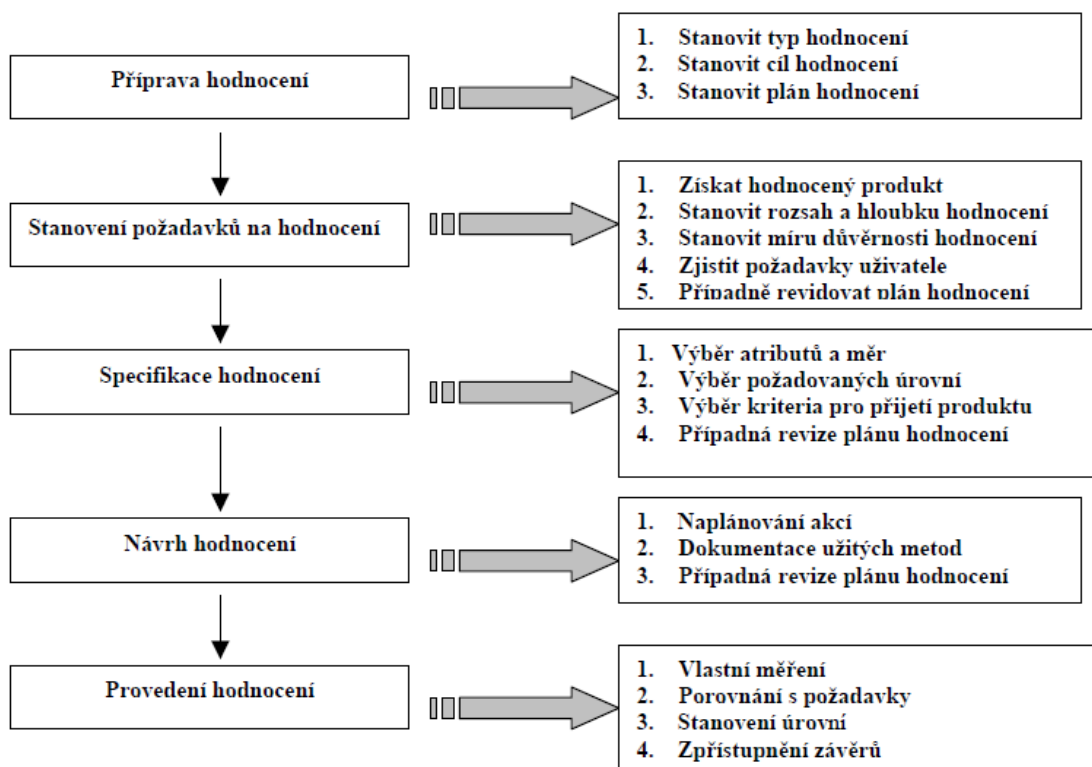 Příprava hodnocení
1. Stanovit typ hodnocení
2. Stanovit cíl hodnocení
3. Stanovit plán hodnocení
Stanovení požadavků na hodnocení
1. Získat hodnocený produkt
2. Stanovit rozsah a hloubku hodnocení
3. Stanovit míru důvěrnosti hodnocení
4. Zjistit požadavky uživatele
5. Případně revidovat plán hodnocení
Specifikace hodnocení
1. Výběr atributů a měr
2. Výběr požadovaných úrovní
3. Výběr kriteria pro přijetí produktu
4. Případná revize plánu hodnocení
Návrh hodnocení
1. Naplánování akcí
2. Dokumentace užitých metod
3. Případná revize plánu hodnocení
Provedení hodnocení
1. Vlastní měření
2. Porovnání s požadavky
3. Stanovení úrovní
4. Zpřístupnění závěrů